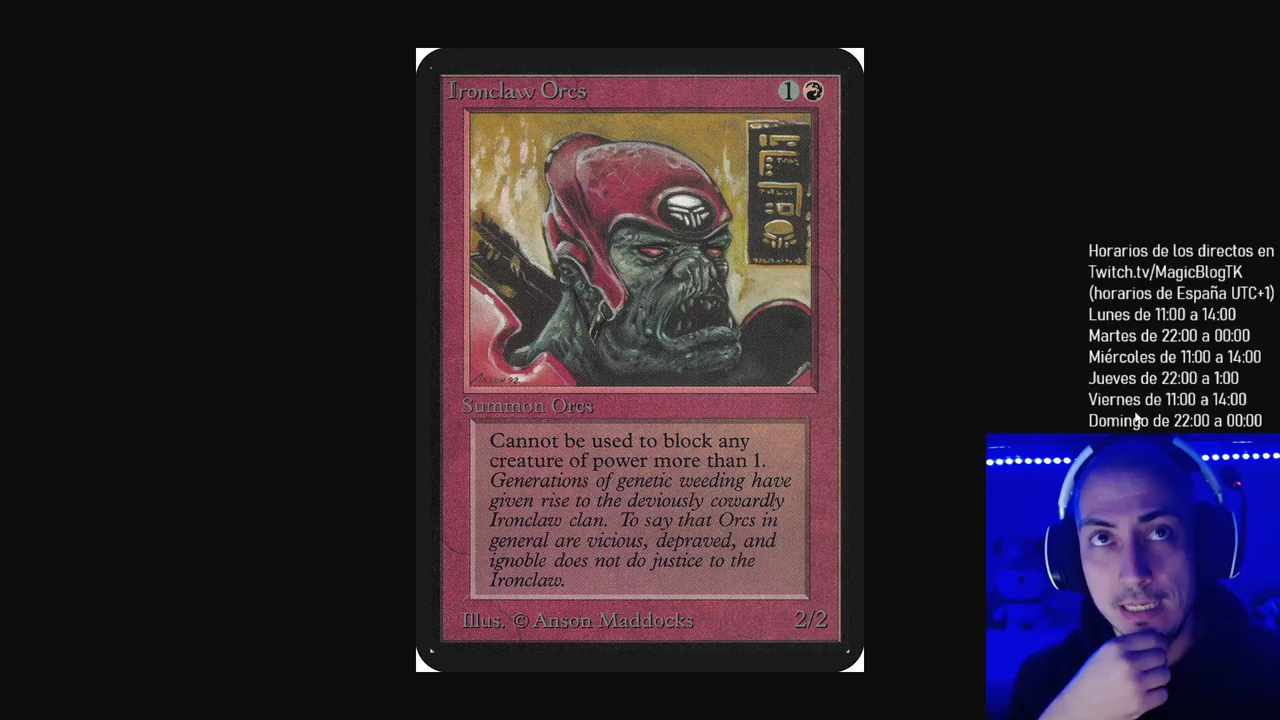 Ironclaw Orcs
1
ANSON 92
Summon Orcs
Cannot be used to block any
creature of power more than 1.
Generations of genetic weeding have
given rise to the deviously cowardly
Ironclaw clan. To say that Orcs in
general are vicious, depraved, and
ignoble does not do justice to the
Ironclaw.
Illus. © Anson Maddocks
2/2
Horarios de los directos en
Twitch.tv/MagicBlogTK
(horarios de España UTC+1)
Lunes de 11:00 a 14:00
Martes de 22:00 a 00:00
Miércoles de 11:00 a 14:00
Jueves de 22:00 a 1:00
Viernes de 11:00 a 14:00
Domingo de 22:00 a 00:00